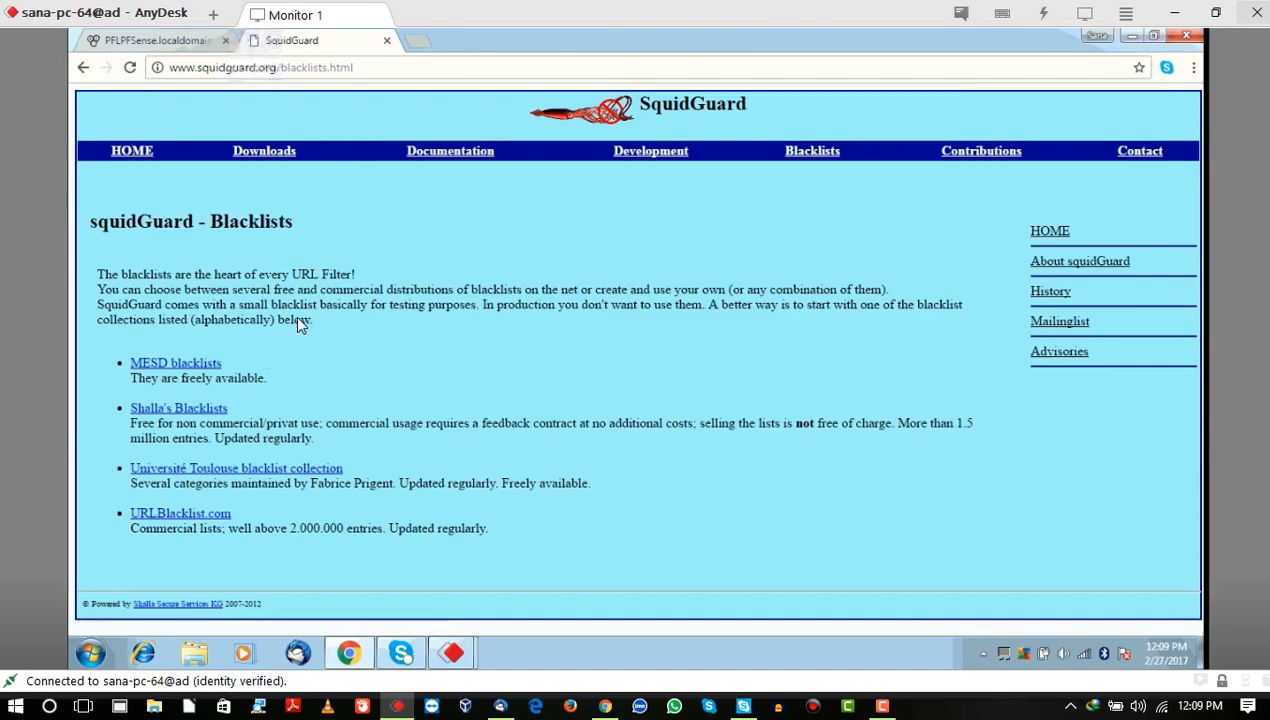 sana-pc-64@ad - AnyDesk
Monitor 1
PFLPFSense.localdomain
SquidGuard
Sana
www.squidguard.org/blacklists.html
SquidGuard
HOME Downloads Documentation Development Blacklists Contributions Contact
squidGuard - Blacklists
The blacklists are the heart of every URL Filter!
You can choose between several free and commercial distributions of blacklists on the net or create and use your own (or any combination of them).
SquidGuard comes with a small blacklist basically for testing purposes. In production you don't want to use them. A better way is to start with one of the blacklist
collections listed (alphabetically) below.
MESD blacklists
They are freely available.
Shalla's Blacklists
Free for non commercial/privat use; commercial usage requires a feedback contract at no additional costs; selling the lists is not free of charge. More than 1.5
million entries. Updated regularly.
Université Toulouse blacklist collection
Several categories maintained by Fabrice Prigent. Updated regularly. Freely available.
URLBlacklist.com
Commercial lists; well above 2.000.000 entries. Updated regularly.
HOME
About squidGuard
History
Mailinglist
Advisories
© Powered by Shalla Secure Services KG 2007-2012
12:09 PM
2/27/2017
Connected to sana-pc-64@ad (identity verified).
12:09 PM